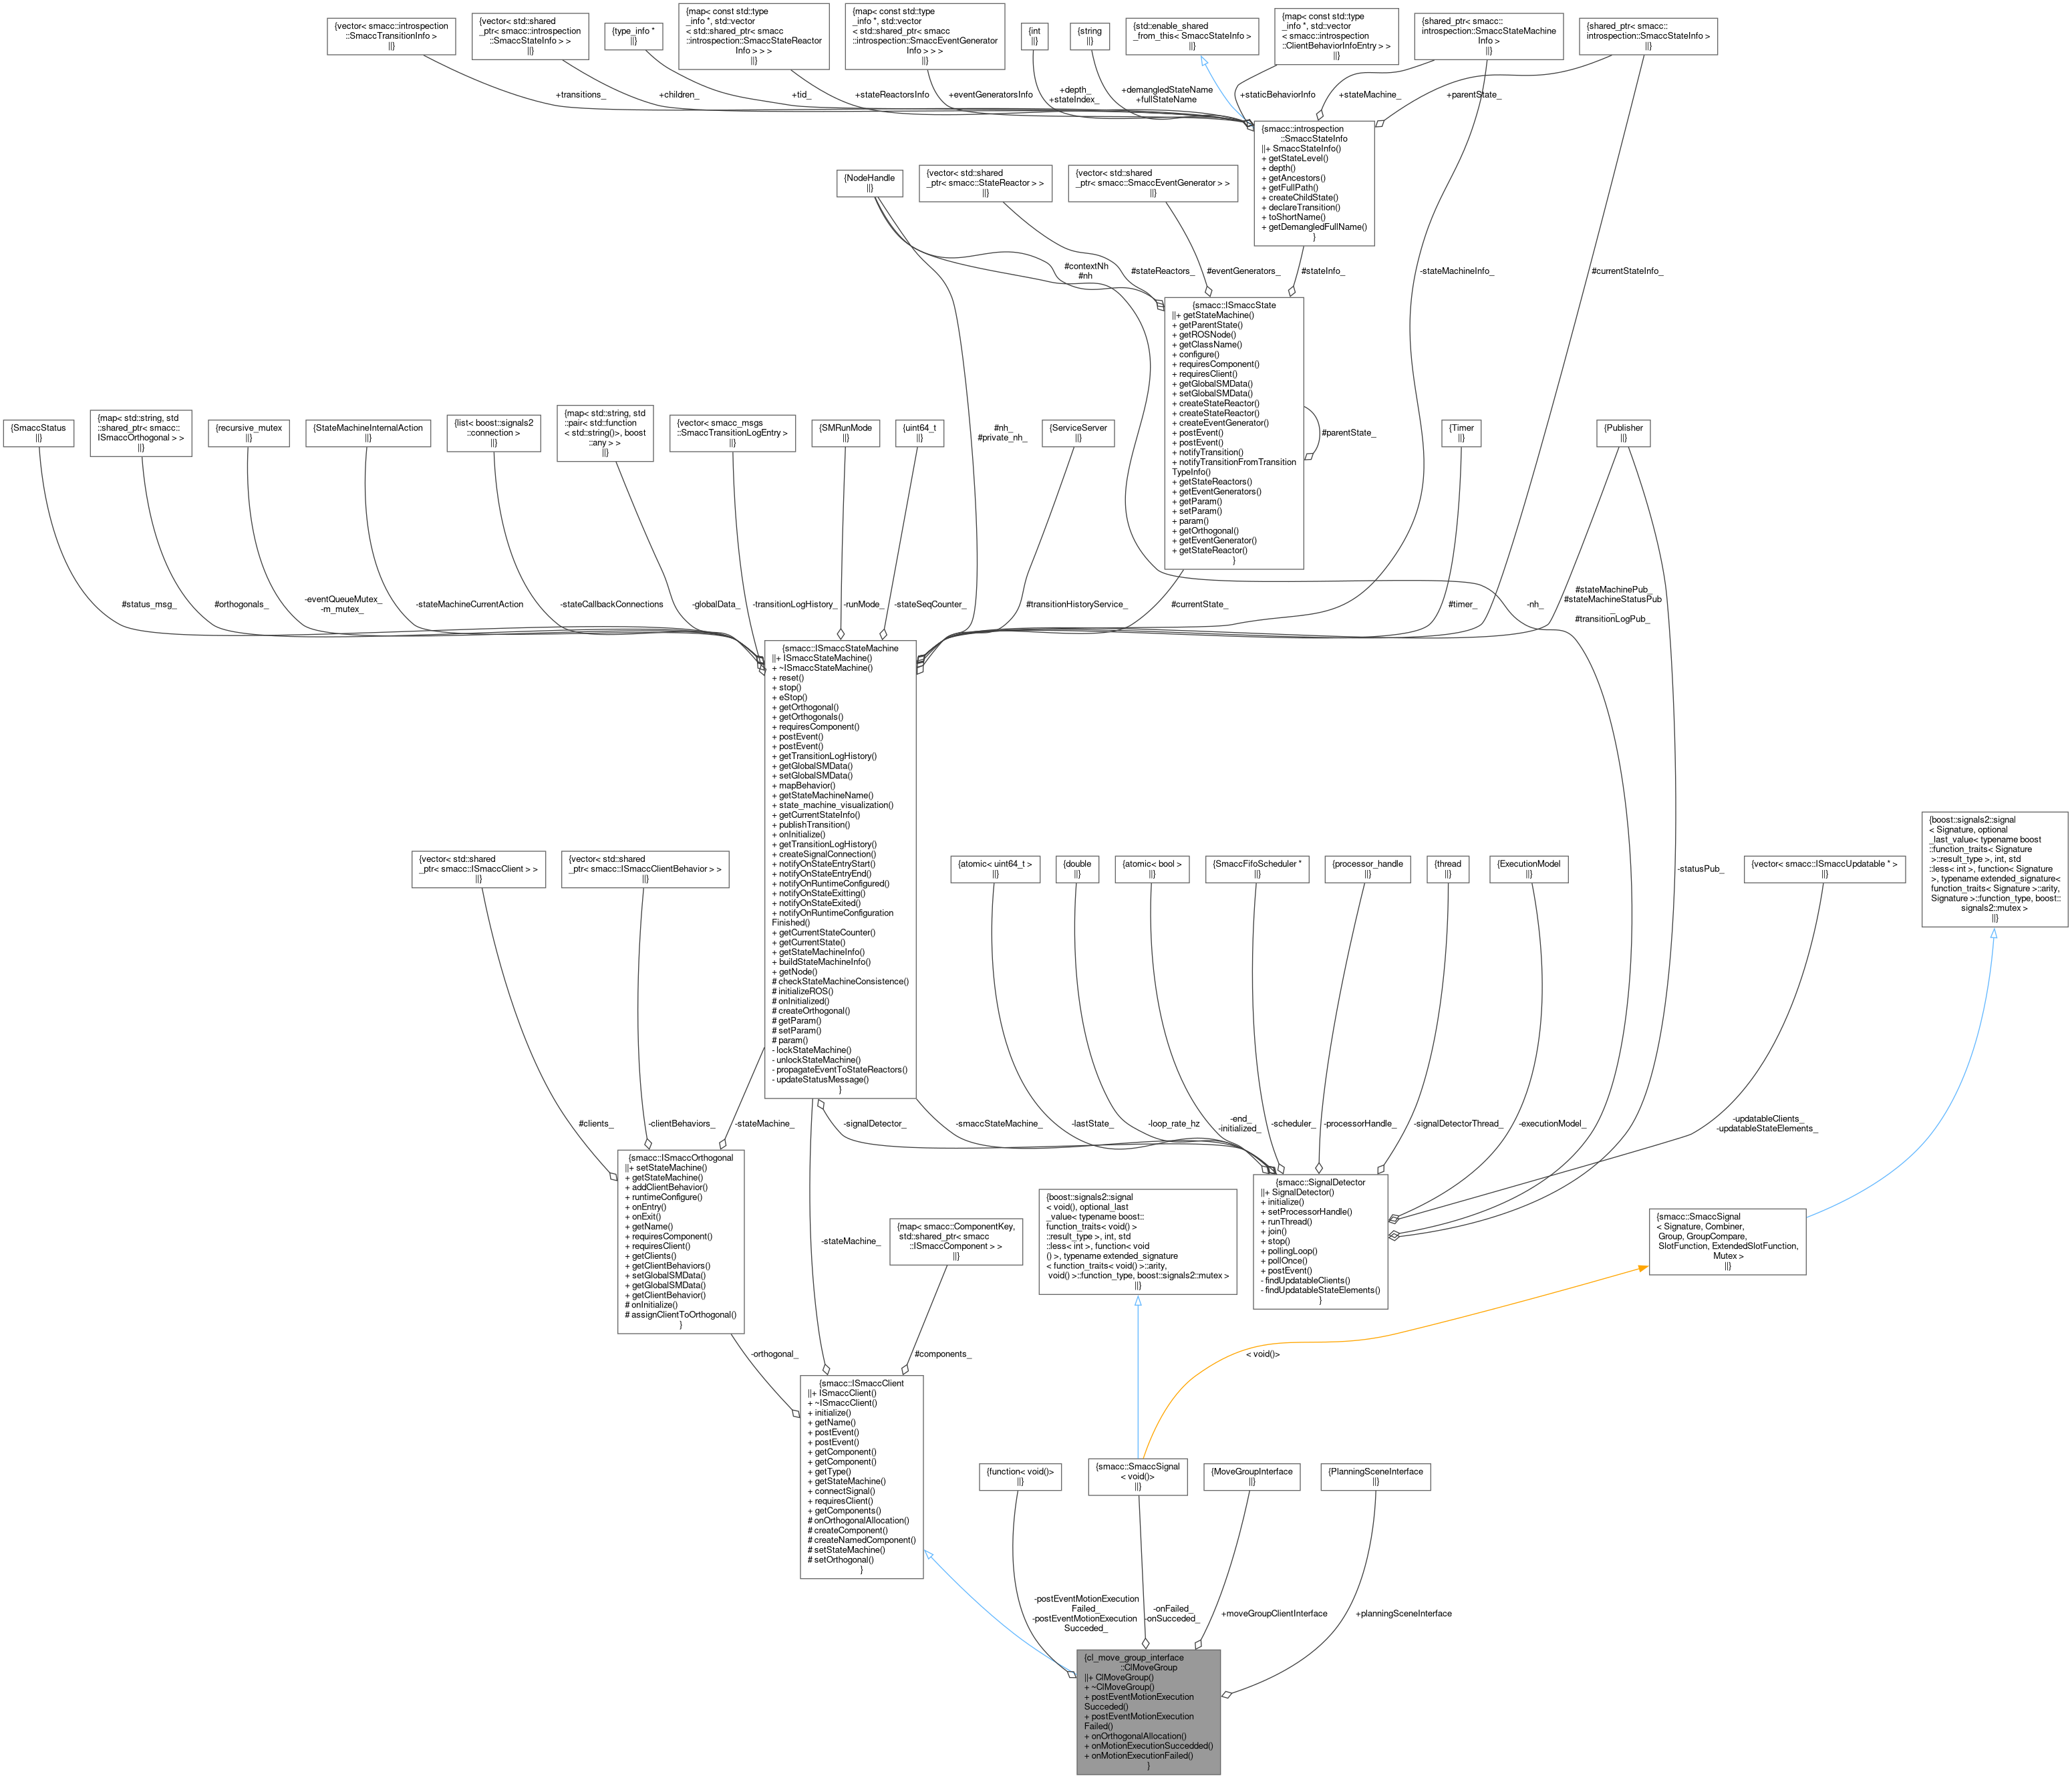 {vector< smacc::introspection
::SmaccTransitionInfo >
||}
{vector< std::shared
_ptr< smacc::introspection
::SmaccStateInfo > >
||}
{type_info *
||}
{map< const std::type
_info *, std::vector
< std::shared_ptr< smacc
::introspection::SmaccStateReactor
Info > > >
||}
{map< const std::type
_info *, std::vector
< std::shared_ptr< smacc
::introspection::SmaccEventGenerator
Info > > >
||}
{int
||}
{string
||}
{std::enable_shared
_from_this< SmaccStateInfo >
||}
{map< const std::type
_info *, std::vector
< smacc::introspection
::ClientBehaviorInfoEntry > >
||}
{shared_ptr< smacc::
introspection::SmaccStateMachine
Info >
||}
{shared_ptr< smacc::
introspection::SmaccStateInfo >
||}
+transitions_
+children_
+tid_
+stateReactorsInfo
+eventGeneratorsInfo
+depth_
+stateIndex_
+demangledStateName
+fullStateName
+staticBehaviorInfo
+stateMachine_
+parentState_
{smacc::introspection
::SmaccStateInfo
||+ SmaccStateInfo()
+ getStateLevel()
+ depth()
+ getAncestors()
+ getFullPath()
+ createChildState()
+ declareTransition()
+ toShortName()
+ getDemangledFullName()
}
{NodeHandle
||}
{vector< std::shared
_ptr< smacc::StateReactor > >
||}
{vector< std::shared
_ptr< smacc::SmaccEventGenerator > >
||}
#contextNh
#nh
#stateReactors_
#eventGenerators_
#stateInfo_
-stateMachineInfo_
#currentStateInfo_
{smacc::ISmaccState
||+ getStateMachine()
+ getParentState()
+ getROSNode()
+ getClassName()
+ configure()
+ requiresComponent()
+ requiresClient()
+ getGlobalSMData()
+ setGlobalSMData()
+ createStateReactor()
+ createStateReactor()
+ createEventGenerator()
+ postEvent()
+ postEvent()
+ notifyTransition()
+ notifyTransitionFromTransition
TypeInfo()
+ getStateReactors()
+ getEventGenerators()
+ getParam()
+ setParam()
+ param()
+ getOrthogonal()
+ getEventGenerator()
+ getStateReactor()
}
#parentState_
{SmaccStatus
||}
{map< std::string, std
::shared_ptr< smacc::
ISmaccOrthogonal > >
||}
{recursive_mutex
||}
{StateMachineInternalAction
||}
{list< boost::signals2
::connection >
||}
{map< std::string, std
::pair< std::function
< std::string()>, boost
::any > >
||}
{vector< smacc_msgs
::SmaccTransitionLogEntry >
||}
{SMRunMode
||}
{uint64_t
||}
#nh_
#private_nh_
{ServiceServer
||}
{Timer
||}
{Publisher
||}
#status_msg_
#orthogonals_
-eventQueueMutex_
-m_mutex_
-stateMachineCurrentAction
-stateCallbackConnections
-globalData_
-transitionLogHistory_
-runMode_
-stateSeqCounter_
#transitionHistoryService_
#currentState_
#timer_
-nh_
#stateMachinePub_
#stateMachineStatusPub
_
#transitionLogPub_
{smacc::ISmaccStateMachine
||+ ISmaccStateMachine()
+ ~ISmaccStateMachine()
+ reset()
+ stop()
+ eStop()
+ getOrthogonal()
+ getOrthogonals()
+ requiresComponent()
+ postEvent()
+ postEvent()
+ getTransitionLogHistory()
+ getGlobalSMData()
+ setGlobalSMData()
+ mapBehavior()
+ getStateMachineName()
+ state_machine_visualization()
+ getCurrentStateInfo()
+ publishTransition()
+ onInitialize()
+ getTransitionLogHistory()
+ createSignalConnection()
+ notifyOnStateEntryStart()
+ notifyOnStateEntryEnd()
+ notifyOnRuntimeConfigured()
+ notifyOnStateExitting()
+ notifyOnStateExited()
+ notifyOnRuntimeConfiguration
Finished()
+ getCurrentStateCounter()
+ getCurrentState()
+ getStateMachineInfo()
+ buildStateMachineInfo()
+ getNode()
# checkStateMachineConsistence()
# initializeROS()
# onInitialized()
# createOrthogonal()
# getParam()
# setParam()
# param()
- lockStateMachine()
- unlockStateMachine()
- propagateEventToStateReactors()
- updateStatusMessage()
}
{vector< std::shared
_ptr< smacc::ISmaccClient > >
||}
{vector< std::shared
_ptr< smacc::ISmaccClientBehavior > >
||}
{atomic< uint64_t >
||}
{double
||}
{atomic< bool >
||}
{SmaccFifoScheduler *
||}
{processor_handle
||}
{thread
||}
{ExecutionModel
||}
-statusPub_
{vector< smacc::ISmaccUpdatable * >
||}
{boost::signals2::signal
< Signature, optional
_last_value< typename boost
::function_traits< Signature
>::result_type >, int, std
::less< int >, function< Signature
>, typename extended_signature<
function_traits< Signature >::arity,
Signature >::function_type, boost::
signals2::mutex >
||}
#clients_
-clientBehaviors_
-stateMachine_
-signalDetector_
-smaccStateMachine_
-lastState_
-loop_rate_hz
-end_
-initialized_
-scheduler_
-processorHandle_
-signalDetectorThread_
-executionModel_
-updatableClients_
-updatableStateElements_
{smacc::ISmaccOrthogonal
||+ setStateMachine()
+ getStateMachine()
+ addClientBehavior()
+ runtimeConfigure()
+ onEntry()
+ onExit()
+ getName()
+ requiresComponent()
+ requiresClient()
+ getClients()
+ getClientBehaviors()
+ setGlobalSMData()
+ getGlobalSMData()
+ getClientBehavior()
# onInitialize()
# assignClientToOrthogonal()
}
{smacc::SignalDetector
||+ SignalDetector()
+ initialize()
+ setProcessorHandle()
+ runThread()
+ join()
+ stop()
+ pollingLoop()
+ pollOnce()
+ postEvent()
- findUpdatableClients()
- findUpdatableStateElements()
}
{boost::signals2::signal
< void(), optional_last
_value< typename boost::
function_traits< void() >
::result_type >, int, std
::less< int >, function< void
() >, typename extended_signature
< function_traits< void() >::arity,
void() >::function_type, boost::signals2::mutex >
||}
{smacc::SmaccSignal
< Signature, Combiner,
Group, GroupCompare,
SlotFunction, ExtendedSlotFunction,
Mutex >
||}
-stateMachine_
{map< smacc::ComponentKey,
std::shared_ptr< smacc
::ISmaccComponent > >
||}
-orthogonal_
#components_
< void()>
{smacc::ISmaccClient
||+ ISmaccClient()
+ ~ISmaccClient()
+ initialize()
+ getName()
+ postEvent()
+ postEvent()
+ getComponent()
+ getComponent()
+ getType()
+ getStateMachine()
+ connectSignal()
+ requiresClient()
+ getComponents()
# onOrthogonalAllocation()
# createComponent()
# createNamedComponent()
# setStateMachine()
# setOrthogonal()
}
{function< void()>
||}
{smacc::SmaccSignal
< void()>
||}
{MoveGroupInterface
||}
{PlanningSceneInterface
||}
-postEventMotionExecution
Failed_
-postEventMotionExecution
Succeded_
-onFailed_
-onSucceded_
+moveGroupClientInterface
+planningSceneInterface
{cl_move_group_interface
::ClMoveGroup
||+ ClMoveGroup()
+ ~ClMoveGroup()
+ postEventMotionExecution
Succeded()
+ postEventMotionExecution
Failed()
+ onOrthogonalAllocation()
+ onMotionExecutionSuccedded()
+ onMotionExecutionFailed()
}